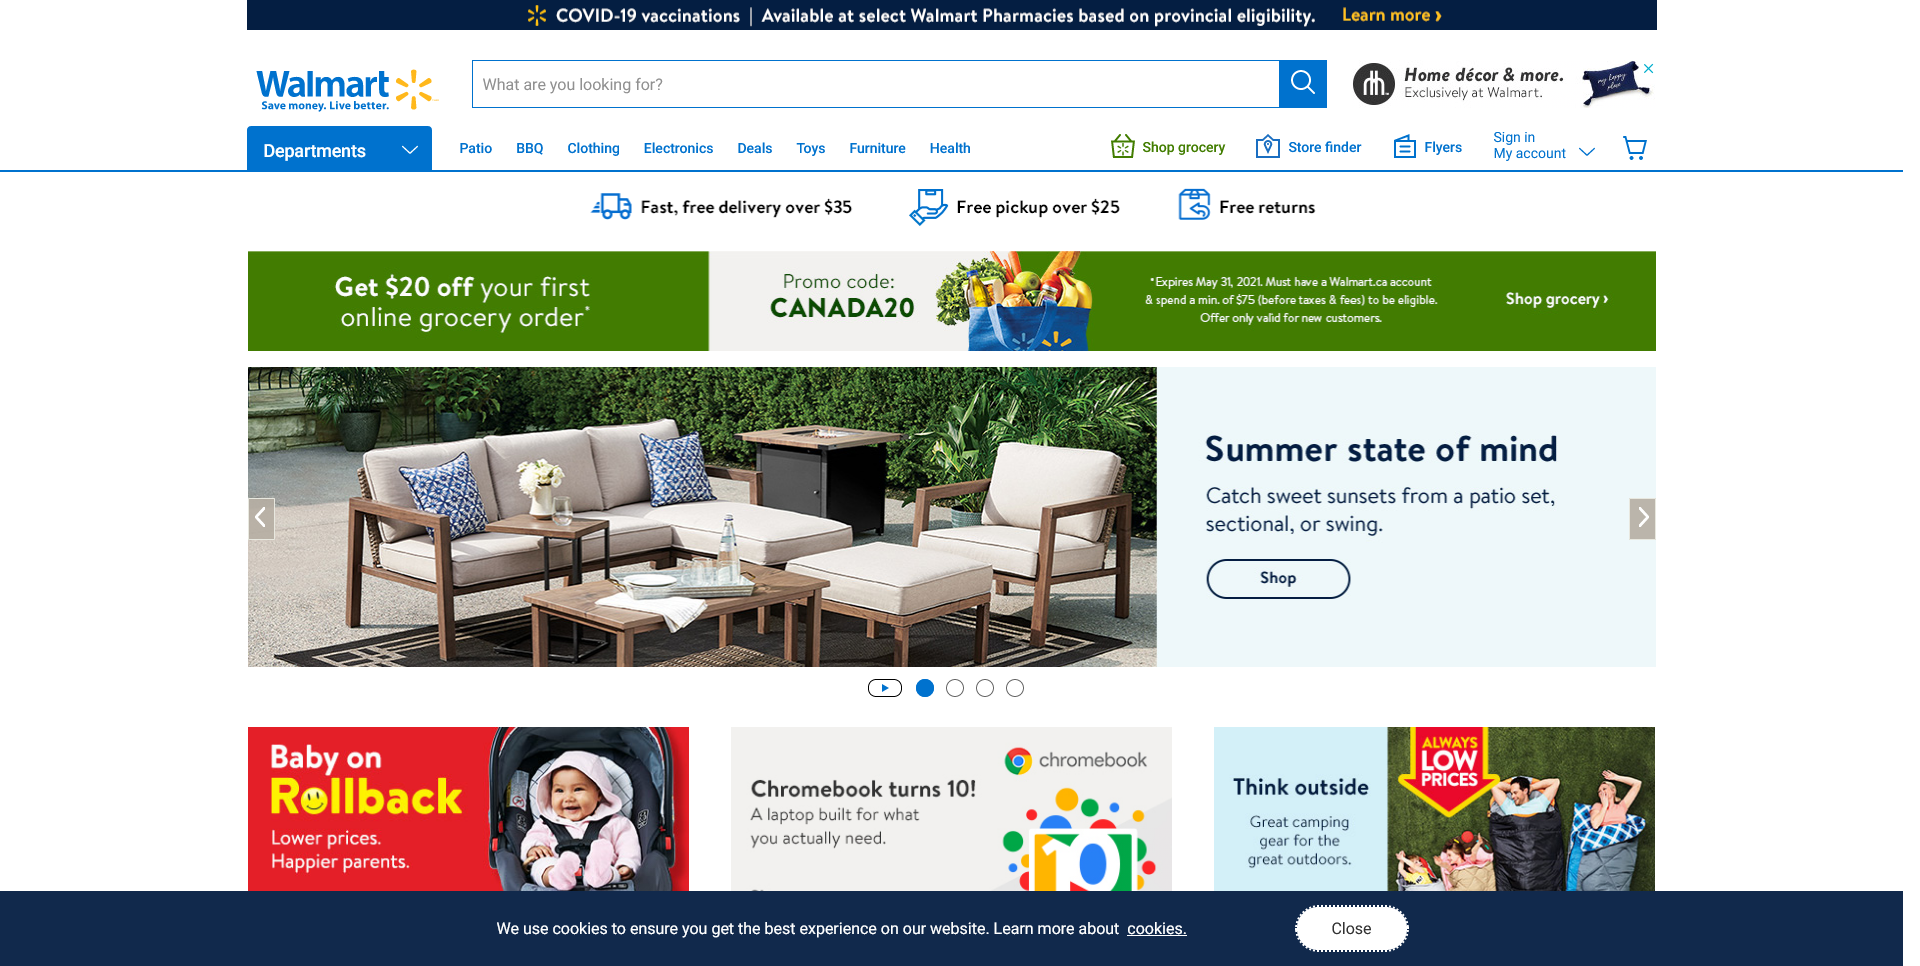 COVID-19 vaccinations | Available at select Walmart Pharmacies based on provincial eligibility. Learn more ›
Walmart
Save money. Live better.
What are you looking for?
Home décor & more.
Exclusively at Walmart.
my happy place
Departments
Patio BBQ Clothing Electronics Deals Toys Furniture Health
Shop grocery
Store finder
Flyers
Sign in
My account
Fast, free delivery over $35
Free pickup over $25
Free returns
Get $20 off your first
online grocery order*
Promo code:
CANADA20
*Expires May 31, 2021. Must have a Walmart.ca account
& spend a min. of $75 (before taxes & fees) to be eligible.
Offer only valid for new customers.
Shop grocery ›
Summer state of mind
Catch sweet sunsets from a patio set,
sectional, or swing.
Shop
Baby on
Rollback
Lower prices.
Happier parents.
chromebook
Chromebook turns 10!
A laptop built for what
you actually need.
10
Think outside
Great camping
gear for the
great outdoors.
ALWAYS
LOW
PRICES
We use cookies to ensure you get the best experience on our website. Learn more about cookies.
Close